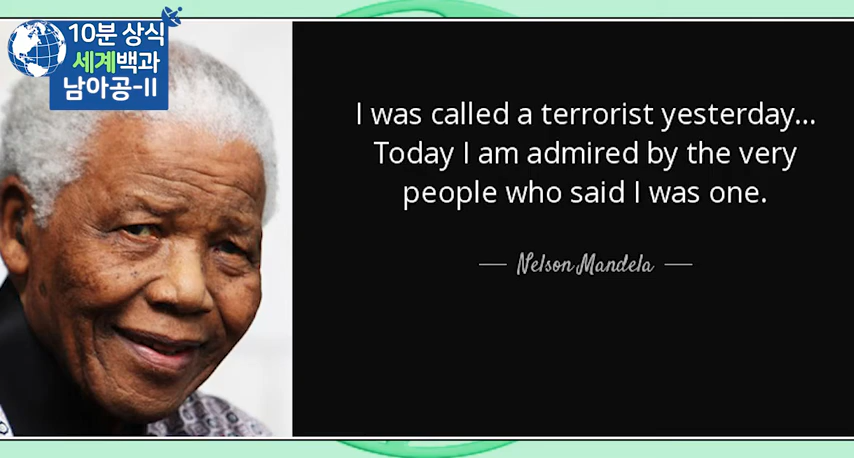 10분 상식
세계백과
남아공-II
I was called a terrorist yesterday...
Today I am admired by the very
people who said I was one.
Nelson Mandela